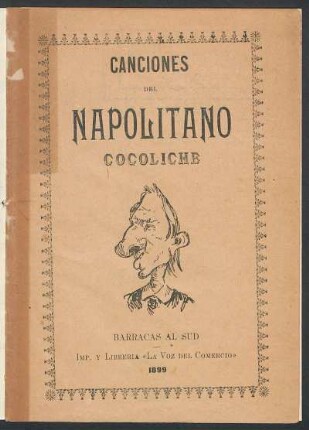 CANCIONES
DEL
NAPOLITANO
COCOLICHE
BARRACAS AL SUD
IMP. Y LIBRERIA «LA VOZ DEL COMERCIO»
1899